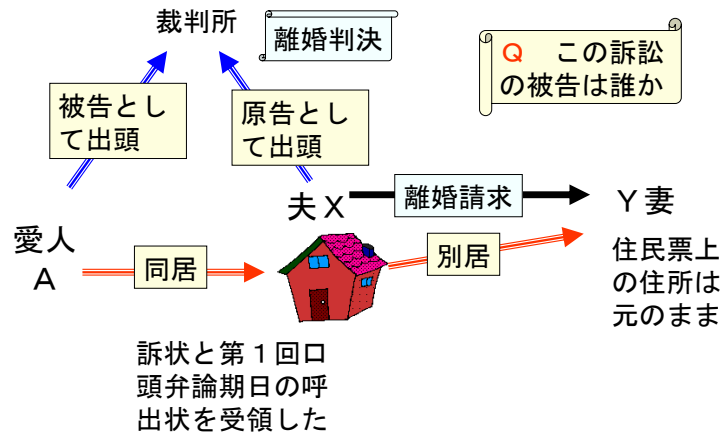 裁判所
離婚判決
Q この訴訟
の被告は誰か
被告とし
て出頭
原告とし
て出頭
夫X
離婚請求
Y妻
愛人
A
同居
別居
住民票上
の住所は
元のまま
訴状と第1回口
頭弁論期日の呼
出状を受領した